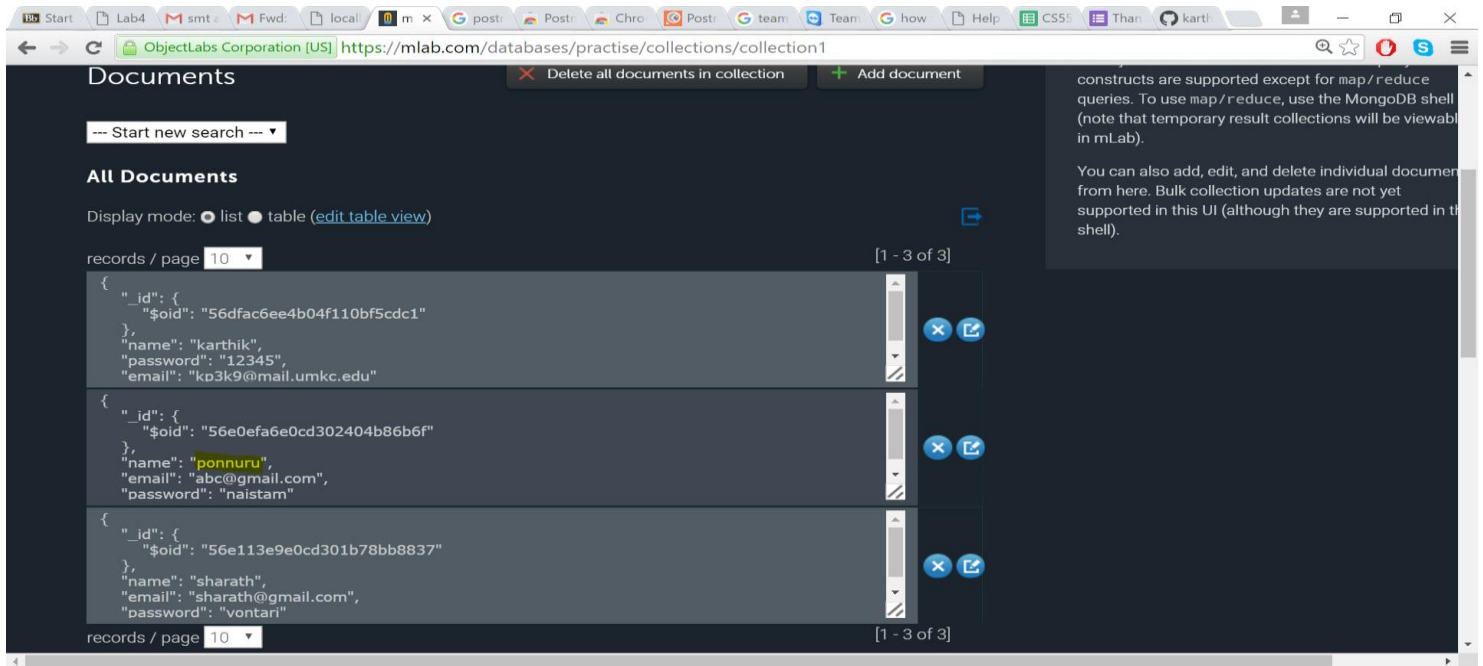 Start
Lab4
smt
Fwd:
local
m
postr
Postr
Chro
Postr
team
Team
how
Help
CS55
Than
karth
ObjectLabs Corporation [US] https://mlab.com/databases/practise/collections/collection1
Documents
Delete all documents in collection
Add document
--- Start new search ---
All Documents
Display mode: list table (edit table view)
records / page 10
[1 - 3 of 3]
{
"_id": {
"$oid": "56dfac6ee4b04f110bf5cdc1"
},
"name": "karthik",
"password": "12345",
"email": "kp3k9@mail.umkc.edu"
{
"_id": {
"$oid": "56e0efa6e0cd302404b86b6f"
},
"name": "ponnuru",
"email": "abc@gmail.com",
"password": "naistam"
{
"_id": {
"$oid": "56e113e9e0cd301b78bb8837"
},
"name": "sharath",
"email": "sharath@gmail.com",
"password": "vontari"
records / page 10
[1 - 3 of 3]
constructs are supported except for map/reduce
queries. To use map/reduce, use the MongoDB shell
(note that temporary result collections will be viewabl
in mLab).
You can also add, edit, and delete individual documen
from here. Bulk collection updates are not yet
supported in this UI (although they are supported in th
shell).